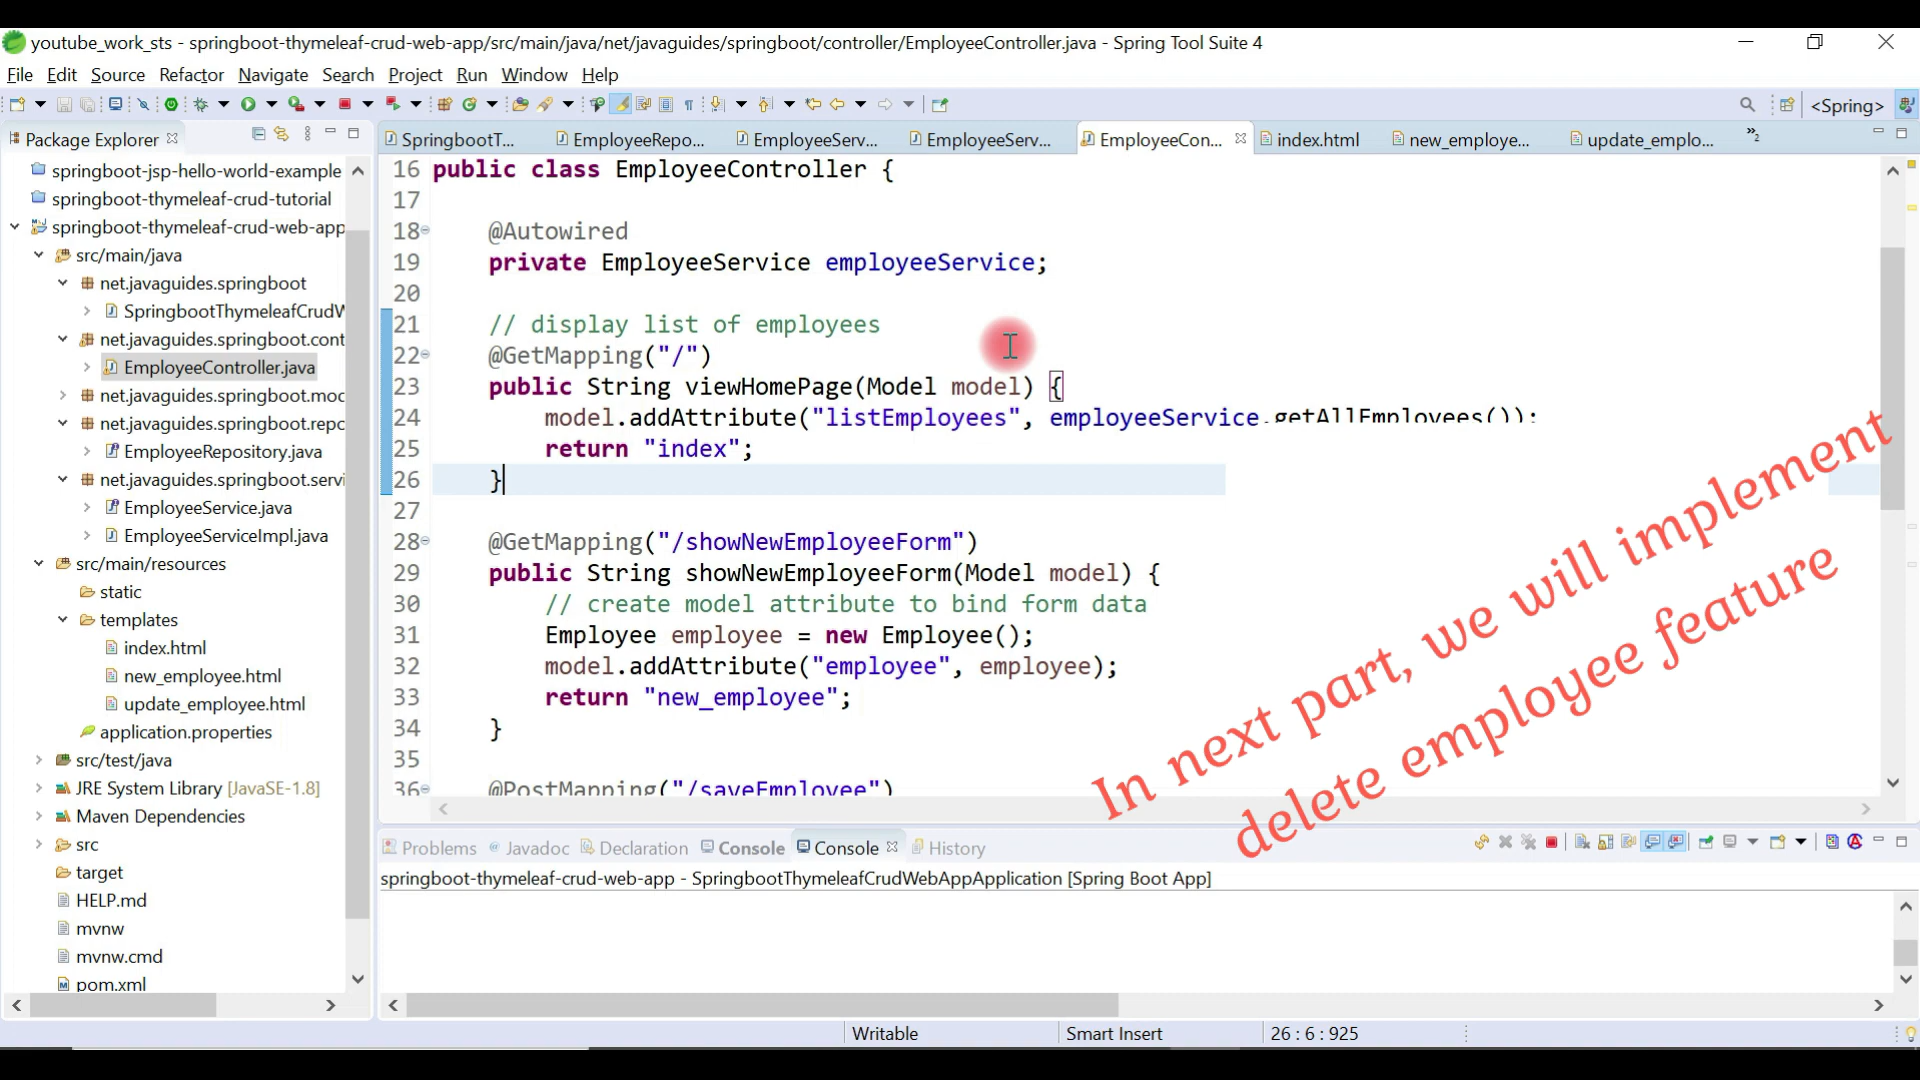 youtube_work_sts - springboot-thymeleaf-crud-web-app/src/main/java/net/javaguides/springboot/controller/EmployeeController.java - Spring Tool Suite 4
File Edit Source Refactor Navigate Search Project Run Window Help
<Spring>
Package Explorer
SpringbootT... EmployeeRepo... EmployeeServ... EmployeeServ... EmployeeCon... index.html new_employe... update_emplo... »2
springboot-jsp-hello-world-example
springboot-thymeleaf-crud-tutorial
springboot-thymeleaf-crud-web-app
src/main/java
net.javaguides.springboot
SpringbootThymeleafCrudW
net.javaguides.springboot.cont
EmployeeController.java
net.javaguides.springboot.moc
net.javaguides.springboot.repc
EmployeeRepository.java
net.javaguides.springboot.servi
EmployeeService.java
EmployeeServiceImpl.java
src/main/resources
static
templates
index.html
new_employee.html
update_employee.html
application.properties
src/test/java
JRE System Library [JavaSE-1.8]
Maven Dependencies
src
target
HELP.md
mvnw
mvnw.cmd
pom.xml
16 public class EmployeeController {
17
18 @Autowired
19 private EmployeeService employeeService;
20
21 // display list of employees
22 @GetMapping("/")
23 public String viewHomePage(Model model) {
24 model.addAttribute("listEmployees", employeeService.getAllEmployees());
25 return "index";
26 }
27
28 @GetMapping("/showNewEmployeeForm")
29 public String showNewEmployeeForm(Model model) {
30 // create model attribute to bind form data
31 Employee employee = new Employee();
32 model.addAttribute("employee", employee);
33 return "new_employee";
34 }
35
36 @PostMapping("/saveEmployee")
In next part, we will implement
delete employee feature
Problems Javadoc Declaration Console Console History
springboot-thymeleaf-crud-web-app - SpringbootThymeleafCrudWebAppApplication [Spring Boot App]
Writable Smart Insert 26 : 6 : 925